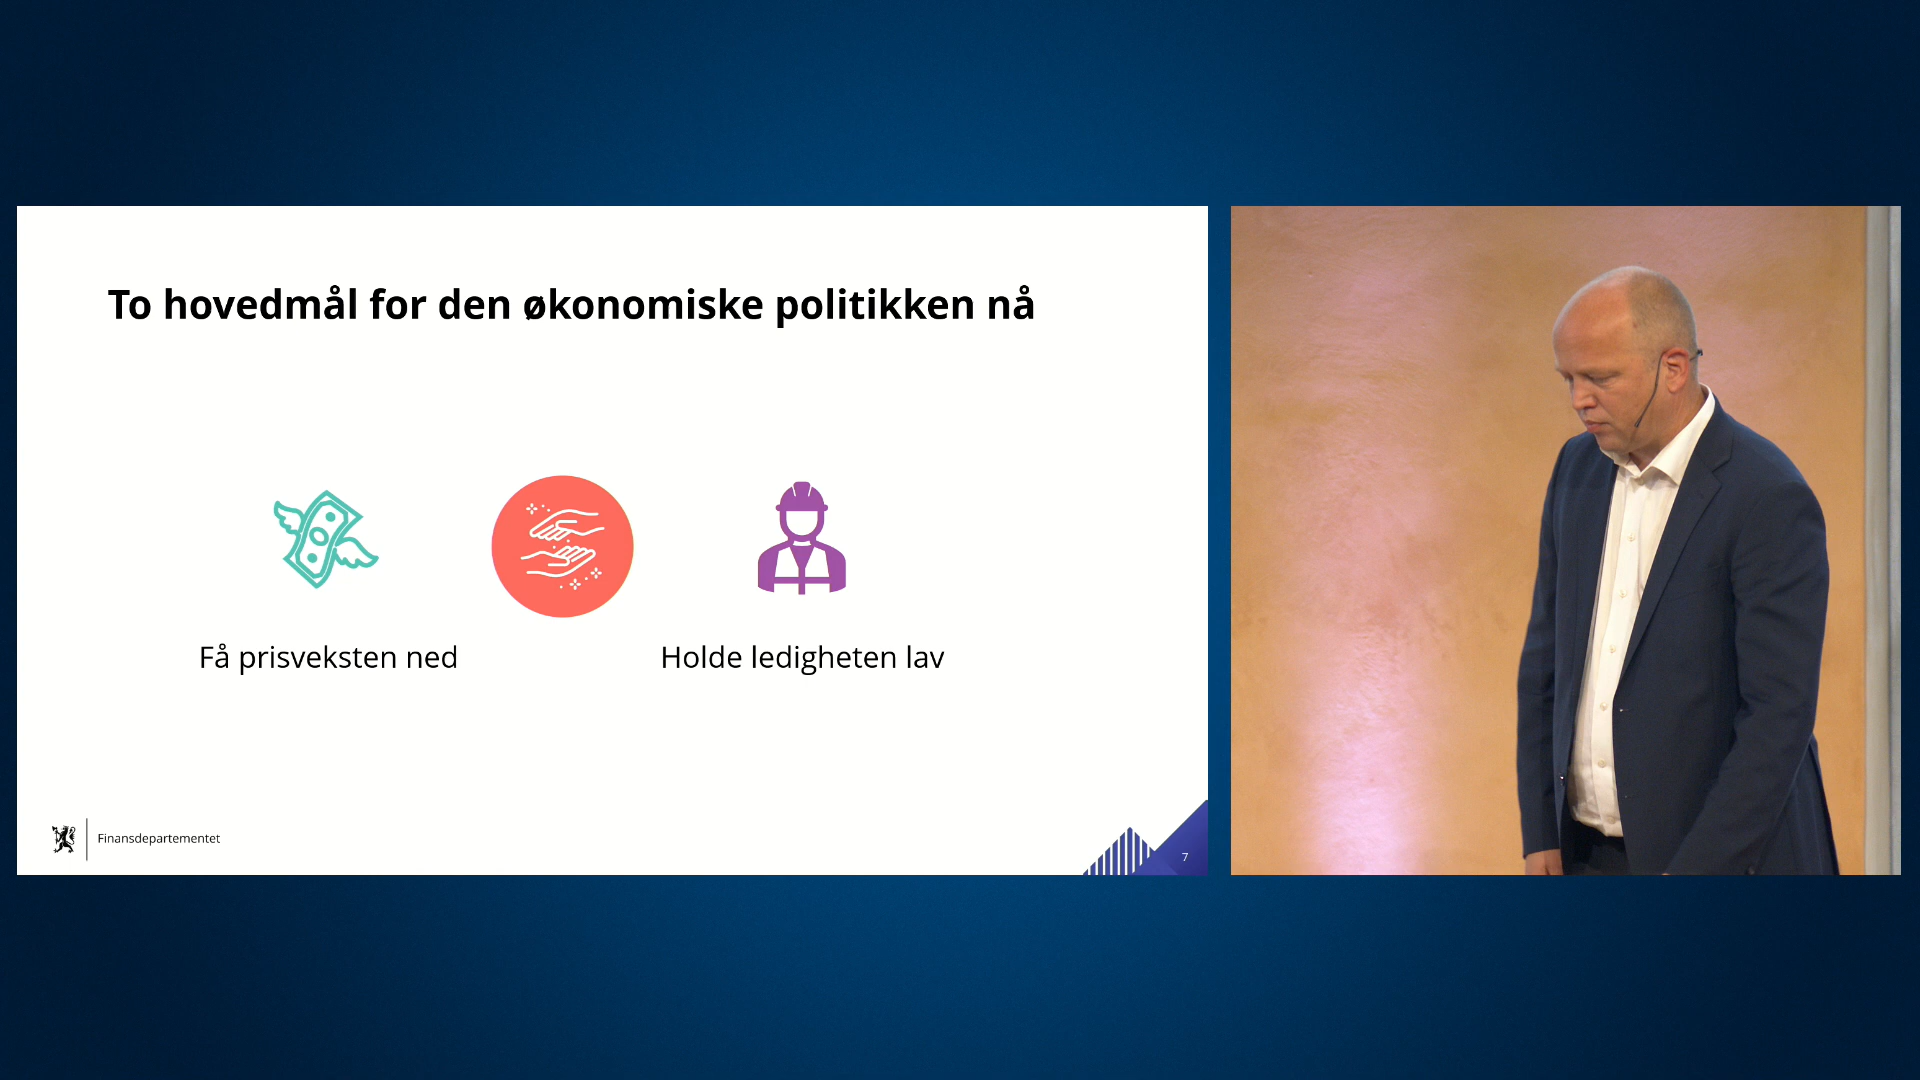 To hovedmål for den økonomiske politikken nå
Få prisveksten ned
Holde ledigheten lav
Finansdepartementet
7